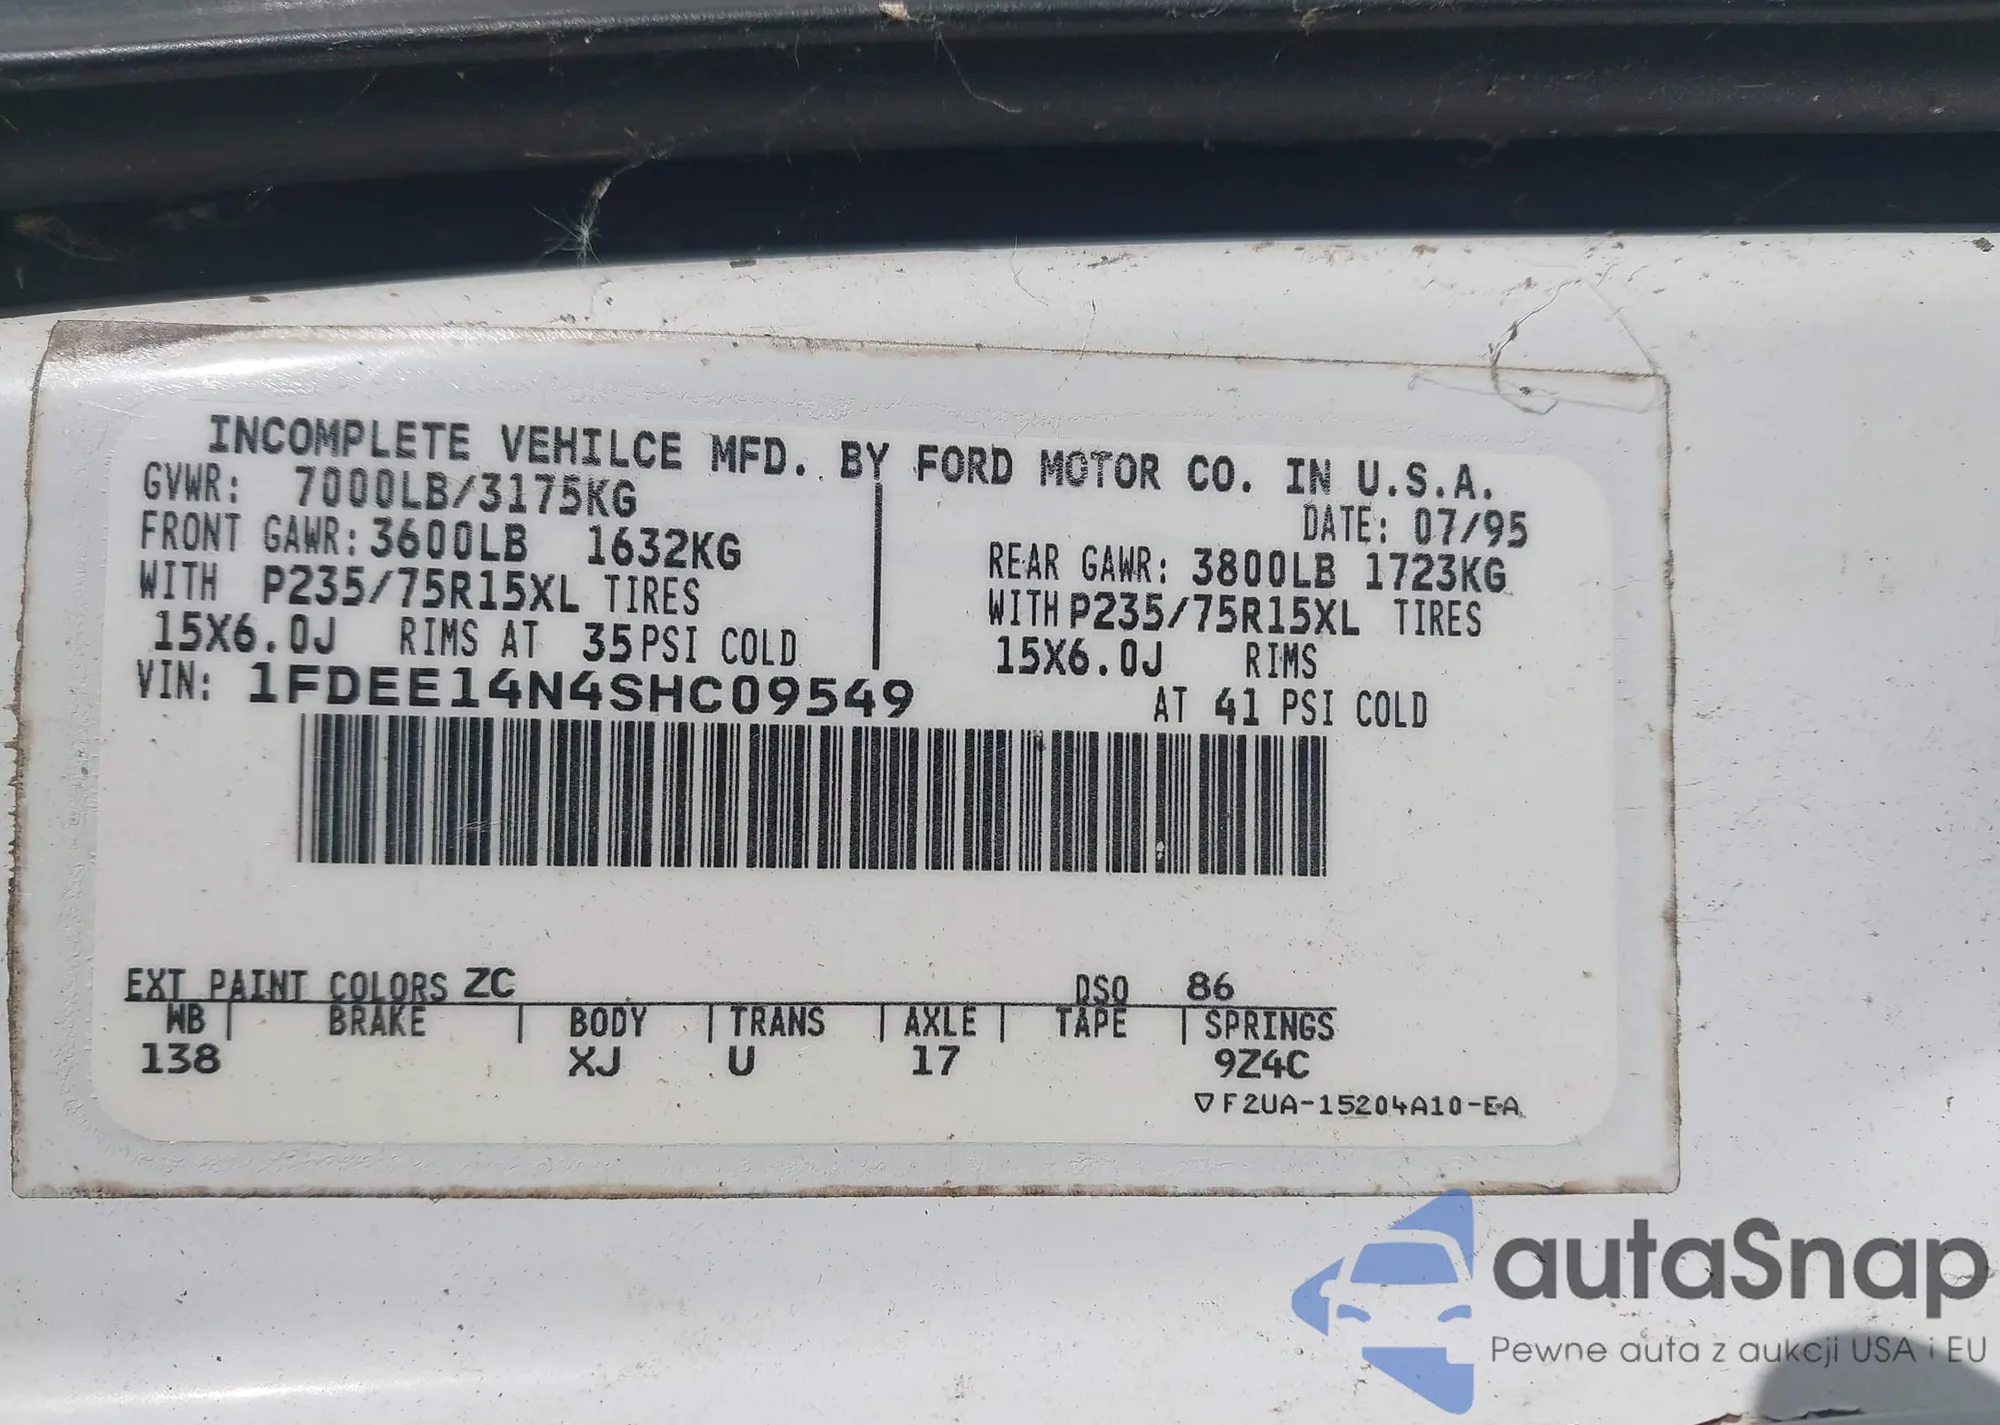 INCOMPLETE VEHILCE MFD. BY FORD MOTOR CO. IN U.S.A.
GVWR: 7000LB/3175KG
DATE: 07/95
FRONT GAWR: 3600LB 1632KG
WITH P235/75R15XL TIRES
15X6.0J RIMS AT 35 PSI COLD
REAR GAWR: 3800LB 1723KG
WITH P235/75R15XL TIRES
15X6.0J RIMS
AT 41 PSI COLD
VIN: 1FDEE14N4SHC09549
EXT PAINT COLORS ZC DSO 86
WB | BRAKE | BODY | TRANS | AXLE | TAPE | SPRINGS
138 XJ U 17 9Z4C
▽F2UA-15204A10-EA
autaSnap
Pewne auta z aukcji USA i EU